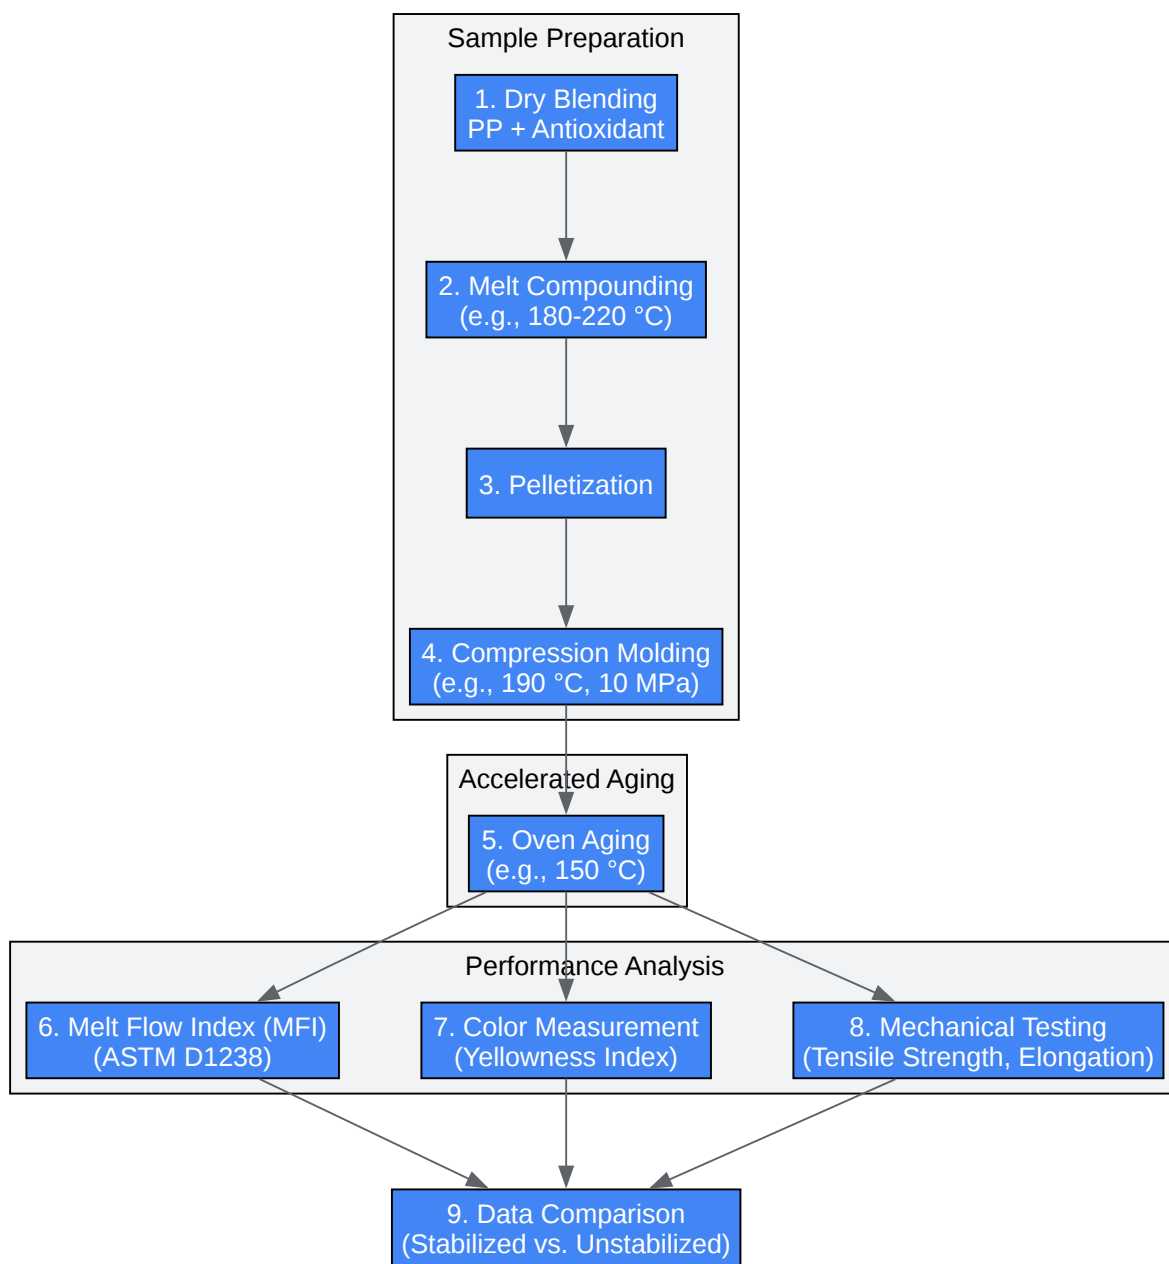 Sample Preparation
1. Dry Blending
PP + Antioxidant
2. Melt Compounding
(e.g., 180-220 °C)
3. Pelletization
4. Compression Molding
(e.g., 190 °C, 10 MPa)
Accelerated Aging
5. Oven Aging
(e.g., 150 °C)
Performance Analysis
6. Melt Flow Index (MFI)
(ASTM D1238)
7. Color Measurement
(Yellowness Index)
8. Mechanical Testing
(Tensile Strength, Elongation)
9. Data Comparison
(Stabilized vs. Unstabilized)